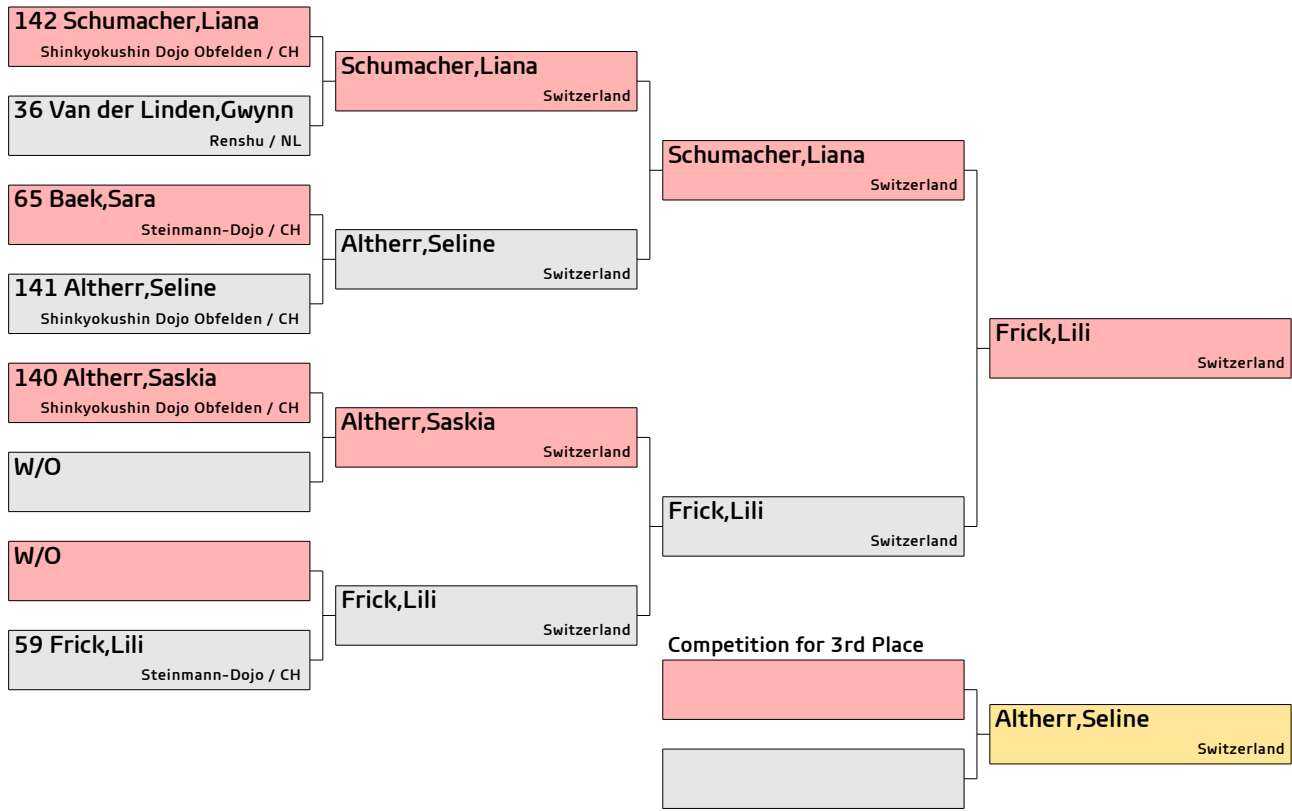 142 Schumacher,Liana
Shinkyokushin Dojo Obfelden / CH
36 Van der Linden,Gwynn
Renshu / NL
65 Baek,Sara
Steinmann-Dojo / CH
141 Altherr,Seline
Shinkyokushin Dojo Obfelden / CH
140 Altherr,Saskia
Shinkyokushin Dojo Obfelden / CH
W/O
W/O
59 Frick,Lili
Steinmann-Dojo / CH
Schumacher,Liana
Switzerland
Altherr,Seline
Switzerland
Altherr,Saskia
Switzerland
Frick,Lili
Switzerland
Schumacher,Liana
Switzerland
Frick,Lili
Switzerland
Frick,Lili
Switzerland
Competition for 3rd Place
Altherr,Seline
Switzerland